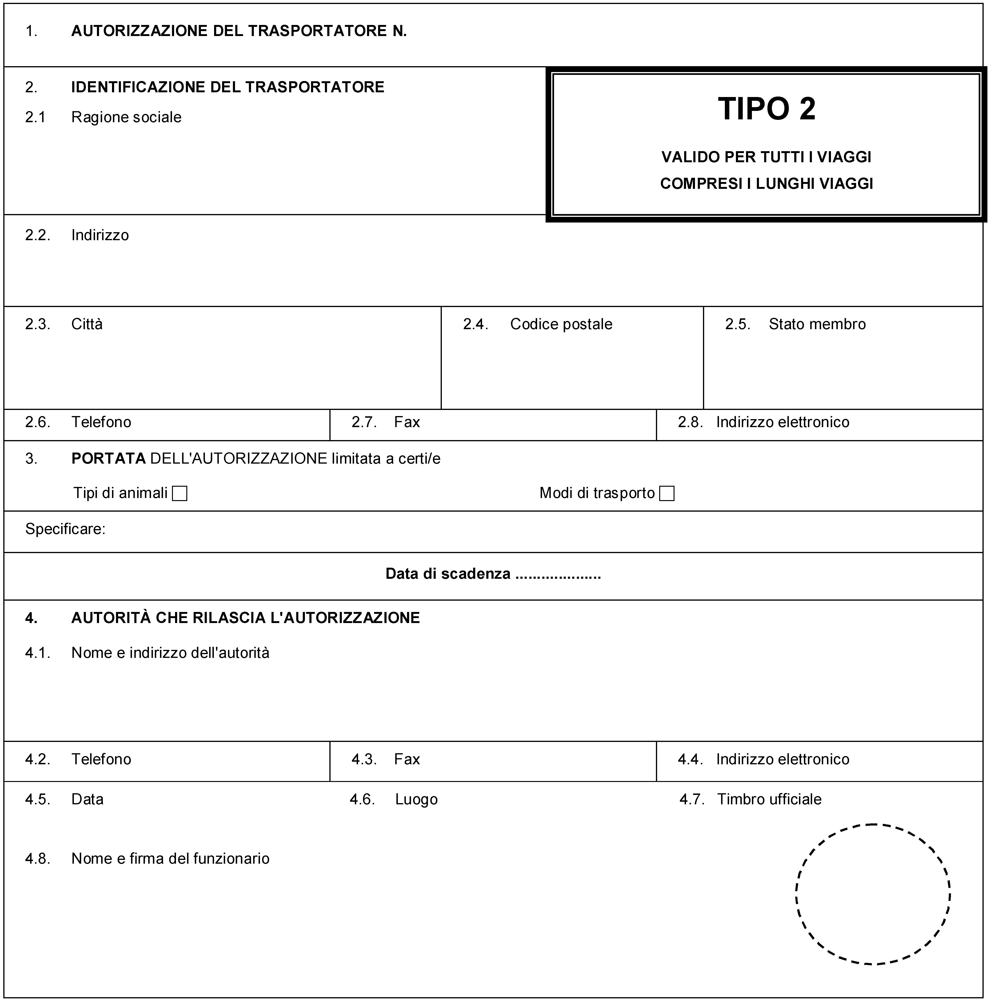 1. AUTORIZZAZIONE DEL TRASPORTATORE N.
2. IDENTIFICAZIONE DEL TRASPORTATORE
2.1 Ragione sociale
TIPO 2
VALIDO PER TUTTI I VIAGGI
COMPRESI I LUNGHI VIAGGI
2.2. Indirizzo
2.3. Città
2.4. Codice postale
2.5. Stato membro
2.6. Telefono
2.7. Fax
2.8. Indirizzo elettronico
3. PORTATA DELL'AUTORIZZAZIONE limitata a certi/e
Tipi di animali
Modi di trasporto
Specificare:
Data di scadenza ....................
4. AUTORITÀ CHE RILASCIA L'AUTORIZZAZIONE
4.1. Nome e indirizzo dell'autorità
4.2. Telefono
4.3. Fax
4.4. Indirizzo elettronico
4.5. Data
4.6. Luogo
4.7. Timbro ufficiale
4.8. Nome e firma del funzionario